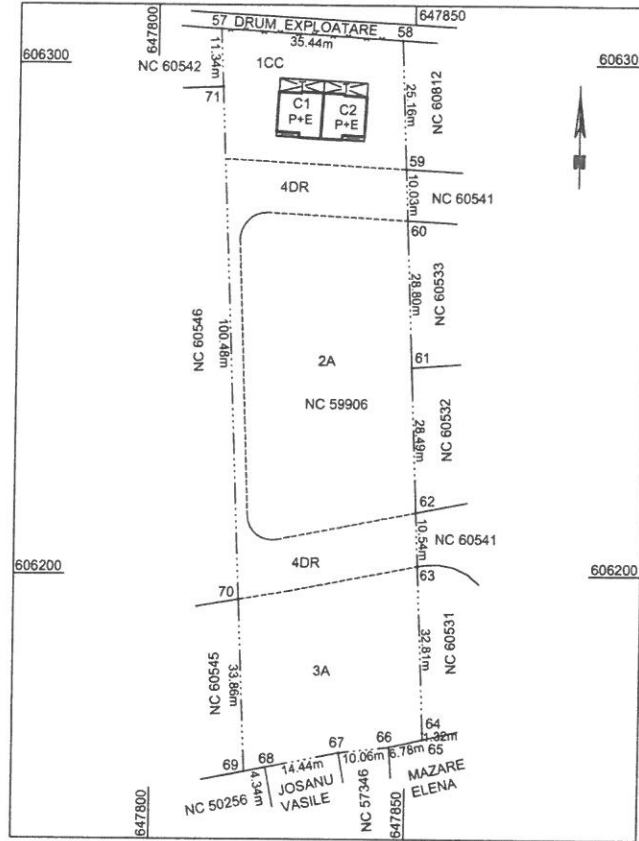 647800
647850
57 DRUM EXPLOATARE 58
35.44m
606300
60630
NC 60542
11.34m
1CC
71
C1
P+E
C2
P+E
25.16m
NC 60812
59
4DR
10.03m
NC 60541
60
28.80m
NC 60533
NC 60546
100.48m
2A
61
NC 59906
28.49m
NC 60532
62
10.54m
NC 60541
4DR
63
606200
606200
70
32.81m
NC 60531
NC 60545
33.86m
3A
64
1.32m
65
66
67
68
69
6.78m
10.06m
14.44m
4.34m
NC 50256
JOSANU
VASILE
NC 57346
MAZARE
ELENA
647800
647850